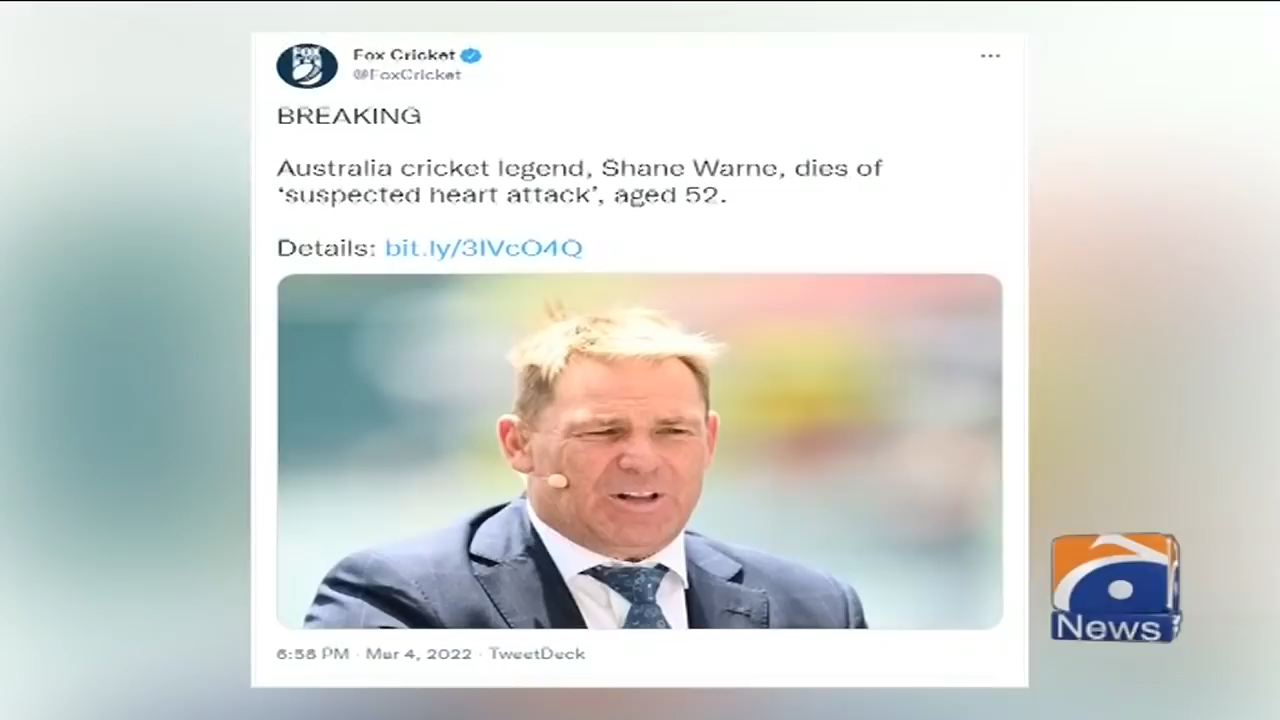 Fox Cricket
@FoxCricket
BREAKING
Australia cricket legend, Shane Warne, dies of
‘suspected heart attack’, aged 52.
Details: bit.ly/3IVcO4Q
6:58 PM · Mar 4, 2022 · TweetDeck
News